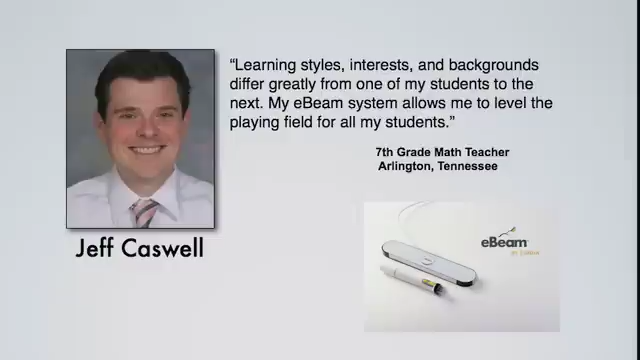 “Learning styles, interests, and backgrounds
differ greatly from one of my students to the
next. My eBeam system allows me to level the
playing field for all my students.”
7th Grade Math Teacher
Arlington, Tennessee
Jeff Caswell
eBeam